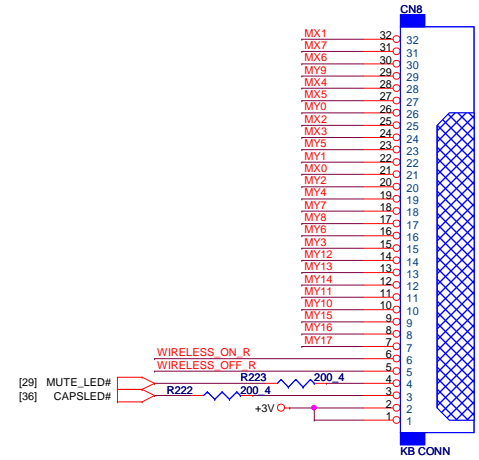 CN8
MX1 32 32
MX7 31 31
MX6 30 30
MY9 29 29
MX4 28 28
MX5 27 27
MY0 26 26
MX2 25 25
MX3 24 24
MY5 23 23
MY1 22 22
MX0 21 21
MY2 20 20
MY4 19 19
MY7 18 18
MY8 17 17
MY6 16 16
MY3 15 15
MY12 14 14
MY13 13 13
MY14 12 12
MY11 11 11
MY10 10 10
MY15 9 9
MY16 8 8
MY17 7 7
WIRELESS_ON_R 6 6
WIRELESS_OFF_R 5 5
[29] MUTE_LED# R223 200_4 4 4
[36] CAPSLED# R222 200_4 3 3
+3V 2 2
1 1
KB CONN